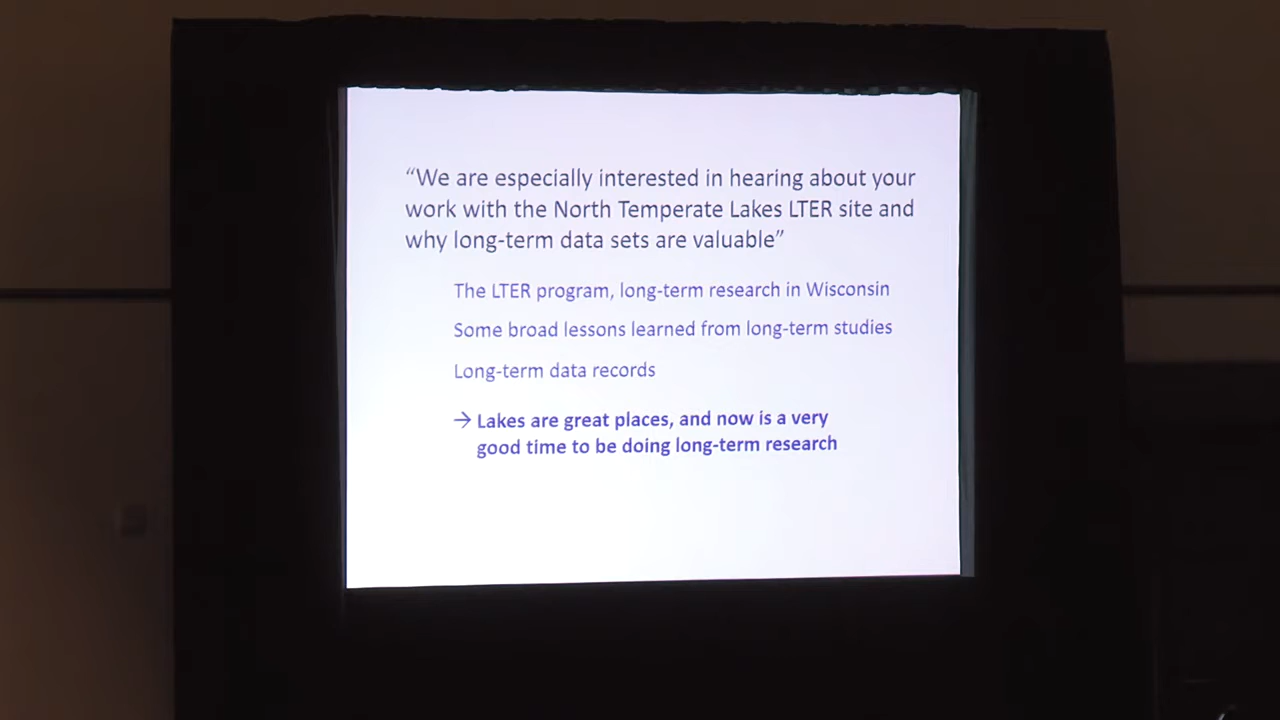 “We are especially interested in hearing about your
work with the North Temperate Lakes LTER site and
why long-term data sets are valuable”
The LTER program, long-term research in Wisconsin
Some broad lessons learned from long-term studies
Long-term data records
→ Lakes are great places, and now is a very
good time to be doing long-term research